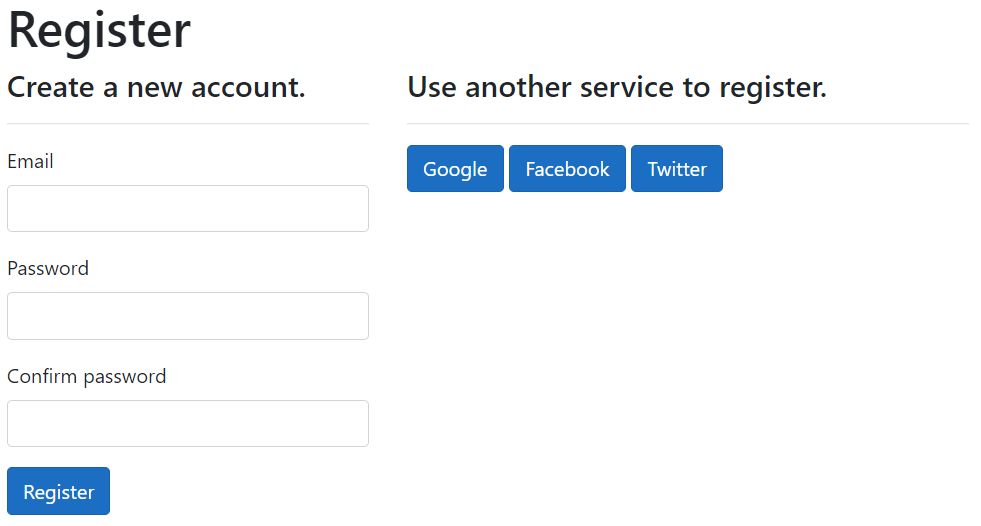 Register
Create a new account.
Email
Password
Confirm password
Register
Use another service to register.
Google Facebook Twitter